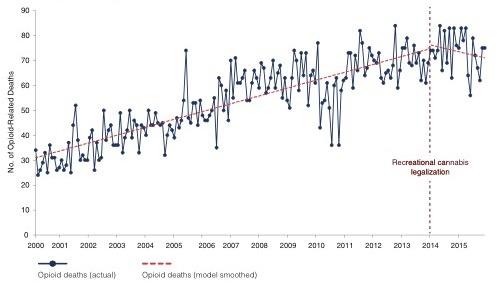 No. of Opioid-Related Deaths
90
80
70
60
50
40
30
20
10
0
Recreational cannabis
legalization
2000 2001 2002 2003 2004 2005 2006 2007 2008 2009 2010 2011 2012 2013 2014 2015
Opioid deaths (actual) Opioid deaths (model smoothed)